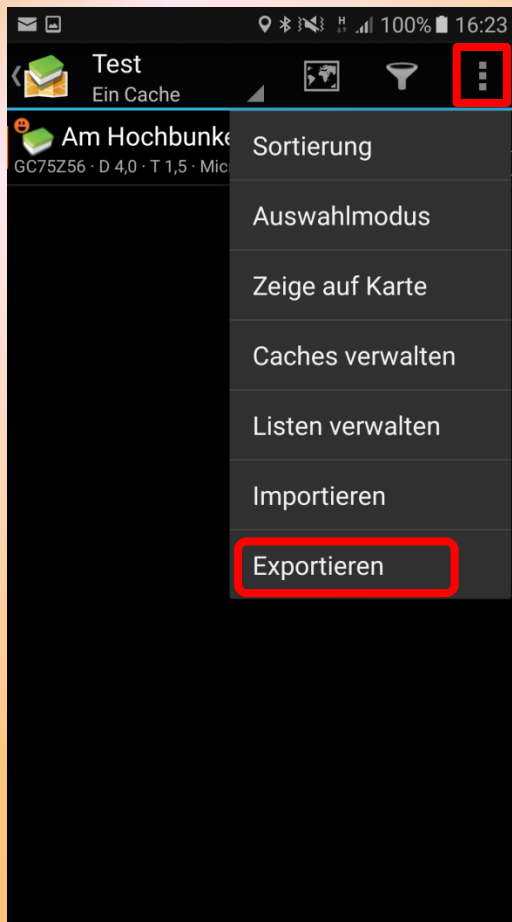 100% 16:23
Test
Ein Cache
Am Hochbunke
GC75Z56 · D 4,0 · T 1,5 · Mic
Sortierung
Auswahlmodus
Zeige auf Karte
Caches verwalten
Listen verwalten
Importieren
Exportieren